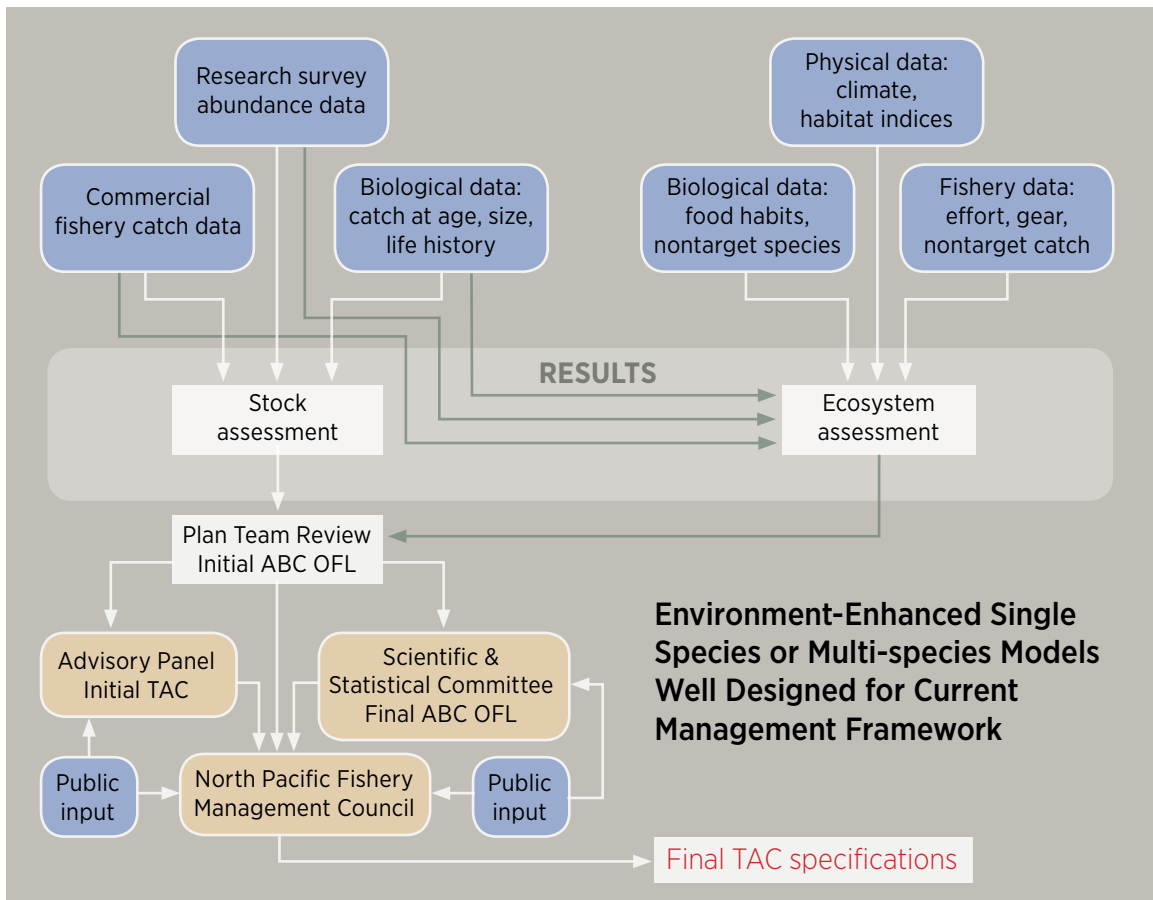 Research survey
abundance data
Physical data:
climate,
habitat indices
Commercial
fishery catch data
Biological data:
catch at age, size,
life history
Biological data:
food habits,
nontarget species
Fishery data:
effort, gear,
nontarget catch
RESULTS
Stock
assessment
Ecosystem
assessment
Plan Team Review
Initial ABC OFL
Environment-Enhanced Single
Species or Multi-species Models
Well Designed for Current
Management Framework
Advisory Panel
Initial TAC
Scientific &
Statistical Committee
Final ABC OFL
Public
input
North Pacific Fishery
Management Council
Public
input
Final TAC specifications